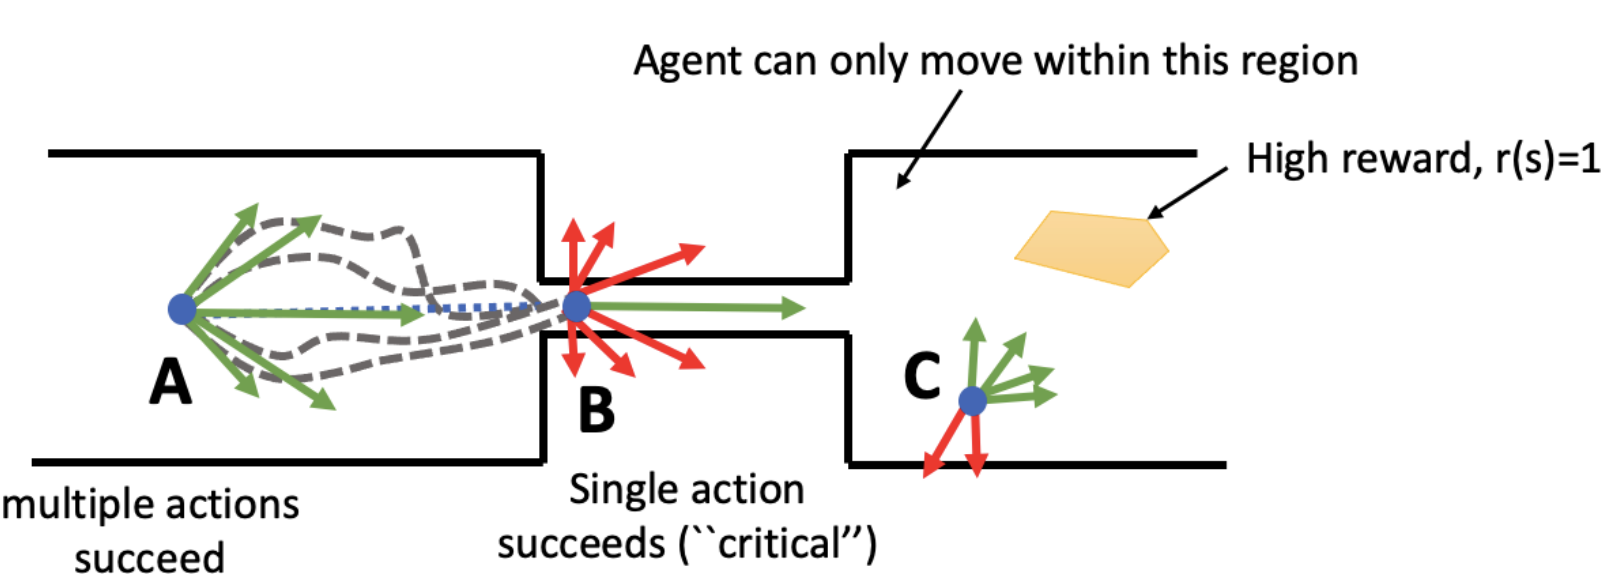 Agent can only move within this region
High reward, r(s)=1
A
B
C
multiple actions
succeed
Single action
succeeds (``critical’’)